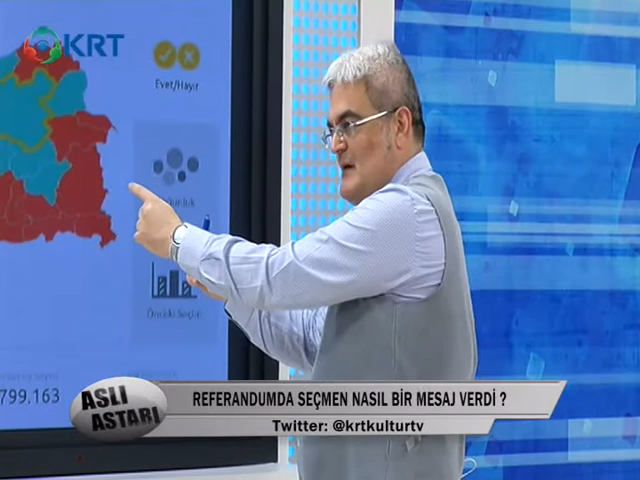 KRT
Evet/Hayır
Önceki Seçim
799,163
ASLI
ASTARI
REFERANDUMDA SEÇMEN NASIL BİR MESAJ VERDİ ?
Twitter: @krtkulturtv